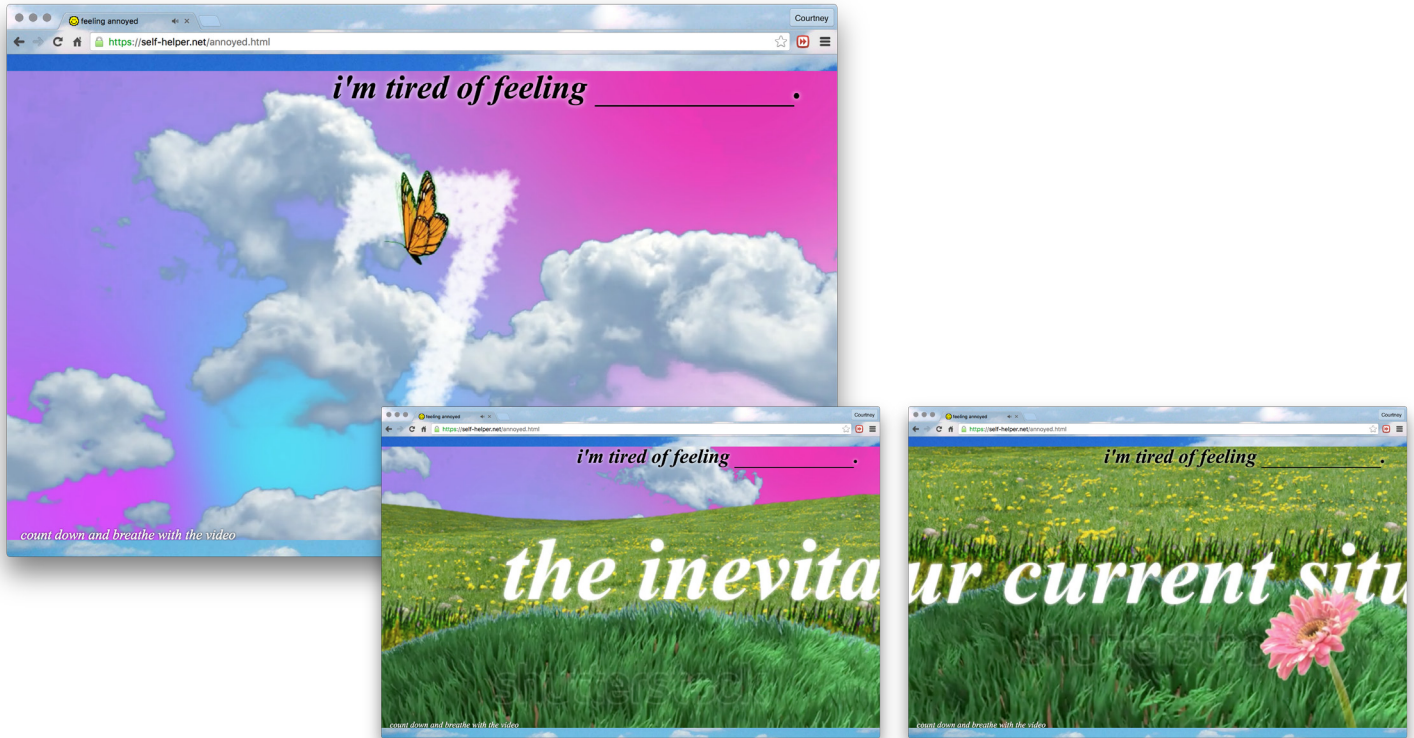 feeling annoyed
Courtney
https://self-helper.net/annoyed.html
i'm tired of feeling ____________.
7
count down and breathe with the video
feeling annoyed
Courtney
https://self-helper.net/annoyed.html
i'm tired of feeling ____________.
the inevita
shutterstock
count down and breathe with the video
feeling annoyed
Courtney
https://self-helper.net/annoyed.html
i'm tired of feeling ____________.
ur current situ
shutterstoc
count down and breathe with the video